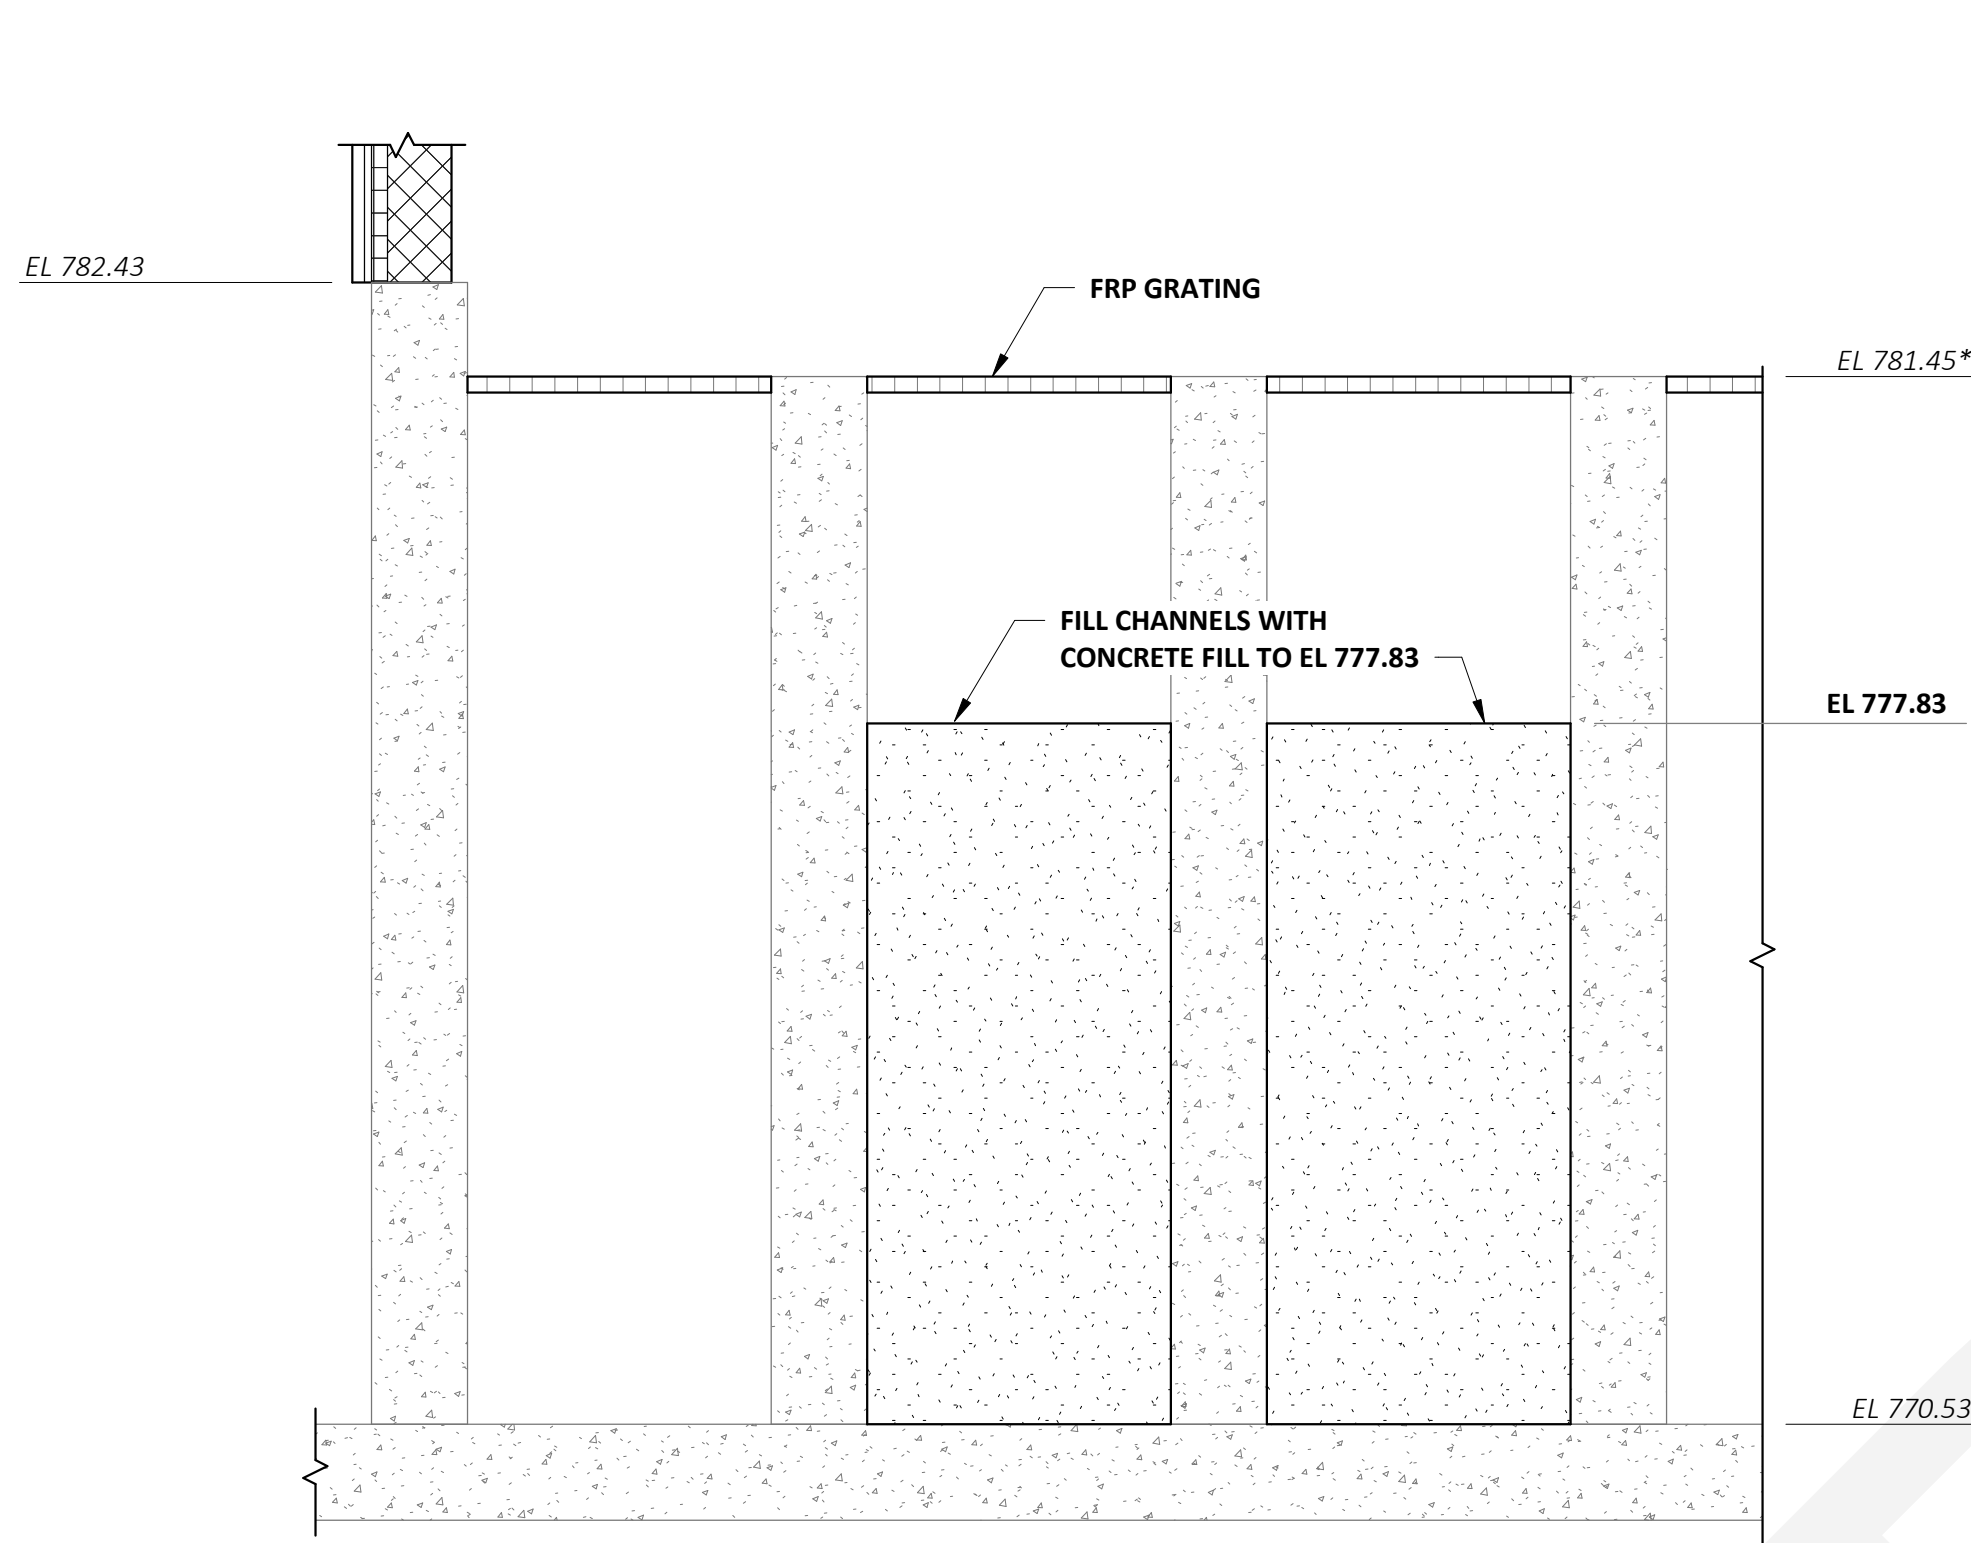 EL 782.43
FRP GRATING
EL 781.45*
FILL CHANNELS WITH
CONCRETE FILL TO EL 777.83
EL 777.83
EL 770.53